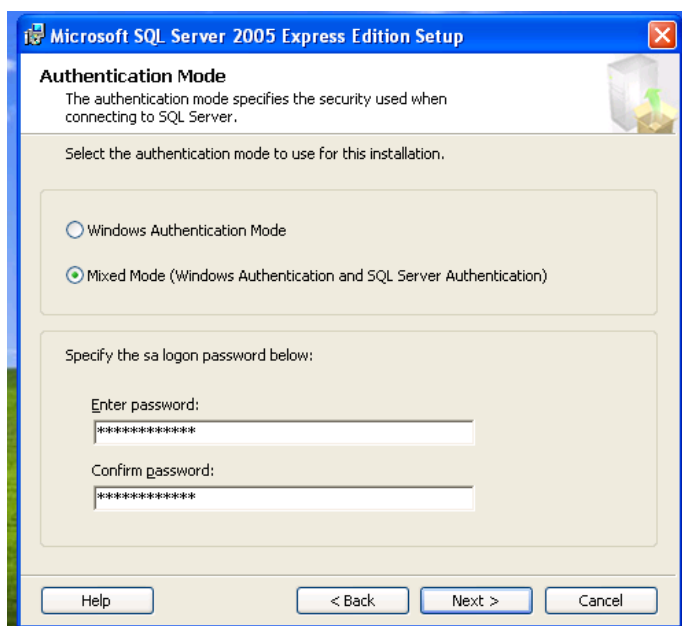 Microsoft SQL Server 2005 Express Edition Setup
Authentication Mode
The authentication mode specifies the security used when
connecting to SQL Server.
Select the authentication mode to use for this installation.
Windows Authentication Mode
Mixed Mode (Windows Authentication and SQL Server Authentication)
Specify the sa logon password below:
Enter password:
************
Confirm password:
************
Help
< Back
Next >
Cancel